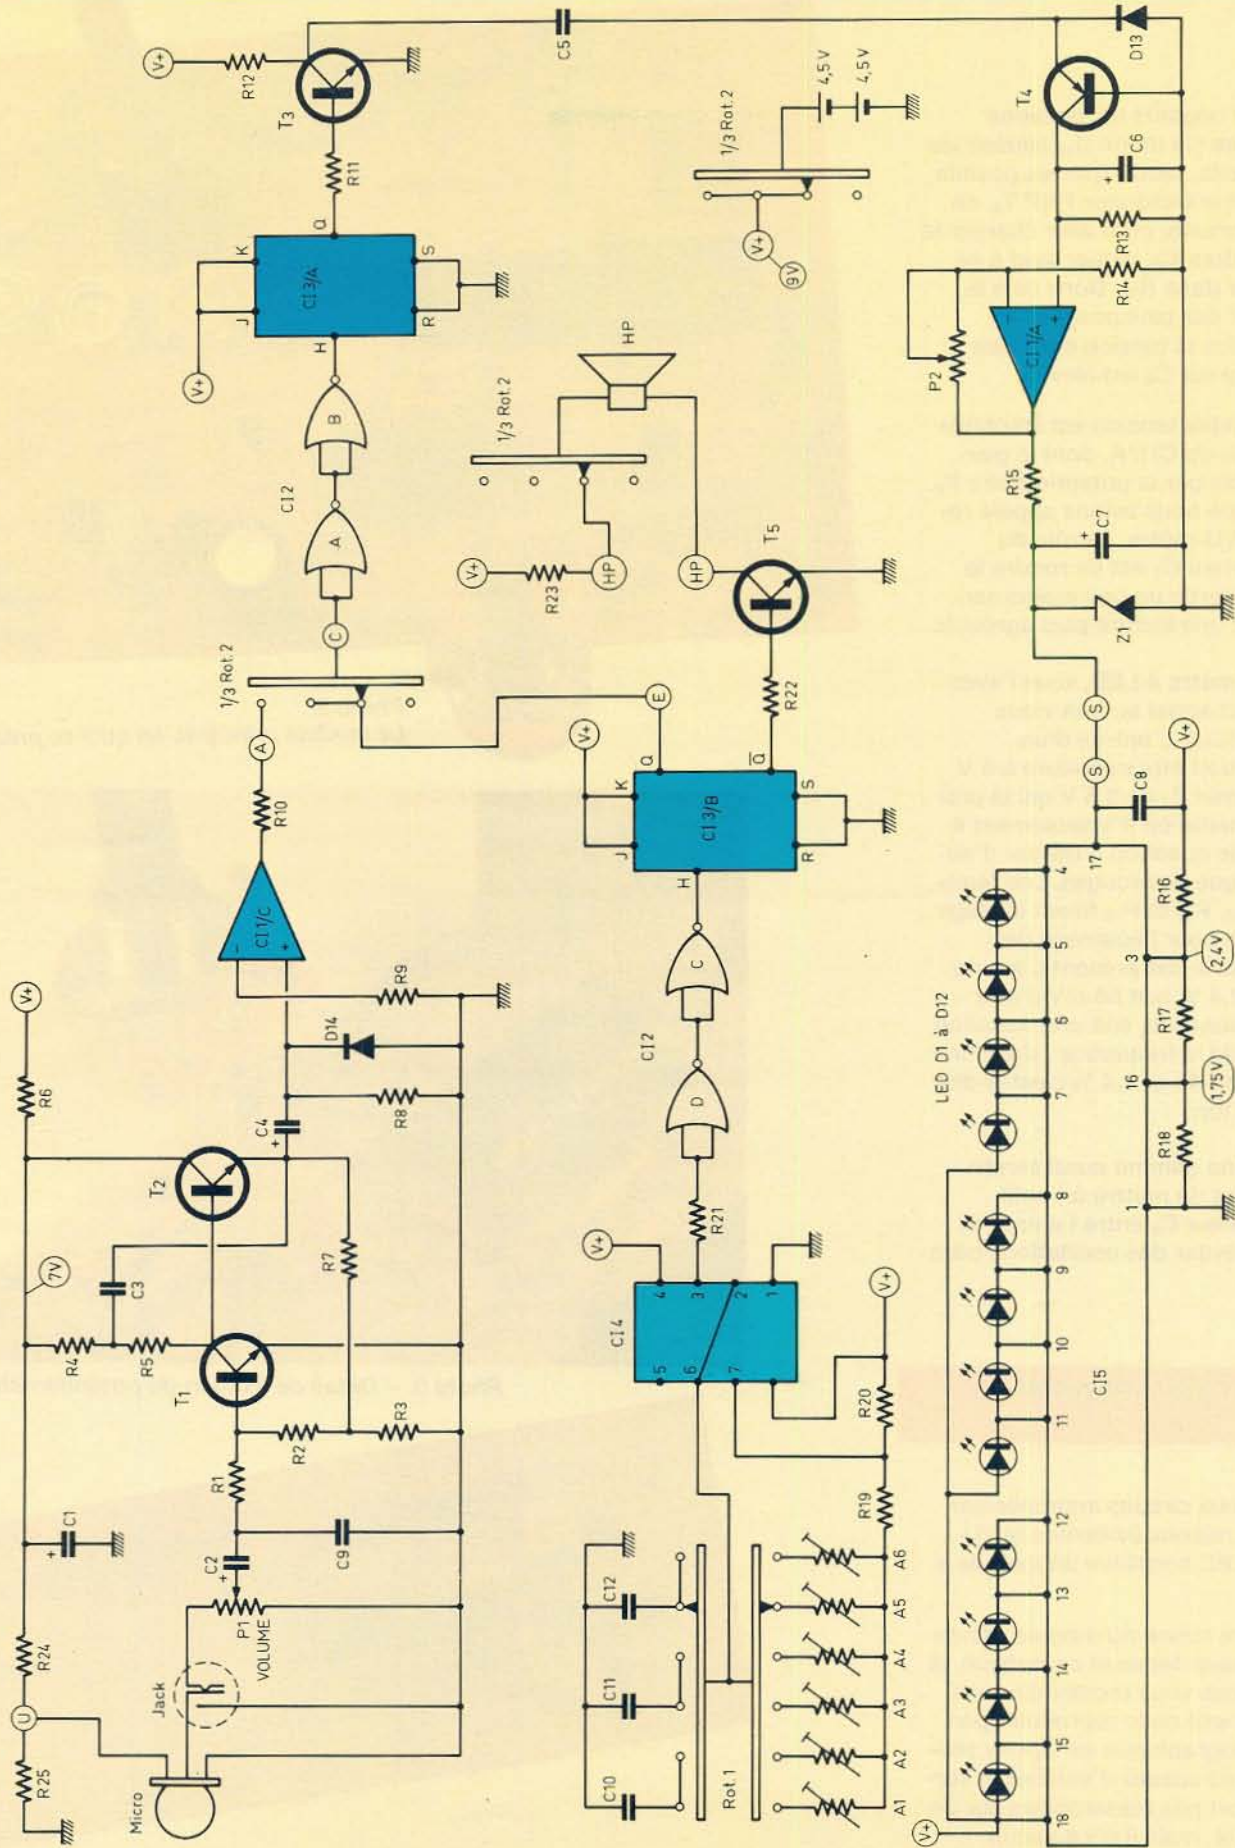 Micro
R25
U
R24
Jack
P1
VOLUME
C1
C2
C9
R1
R2
R3
R4
R5
T1
C3
7V
R7
T2
R6
V+
C4
R8
D14
R9
-
+
CI1/C
R10
A
1/3 Rot.2
C
A
CI2
B
V+
H
J
K
CI3/A
R
S
Q
R11
T3
R12
V+
C5
C10
C11
C12
Rot.1
A1
A2
A3
A4
A5
A6
R19
R20
V+
CI4
5
6
7
4
3
2
1
V+
R21
D
CI2
C
H
J
K
CI3/B
R
S
Q
Q̅
V+
E
R22
T5
HP
HP
R23
V+
1/3 Rot.2
HP
1/3 Rot.2
V+
9V
4,5 V
4,5 V
V+
LED D1 à D12
18
15
14
13
12
11
10
9
8
7
6
5
4
CI5
1
16
3
17
R18
R17
R16
1,75V
2,4V
V+
C8
S
S
Z1
C7
R15
CI1/A
-
+
P2
R14
R13
C6
T4
D13